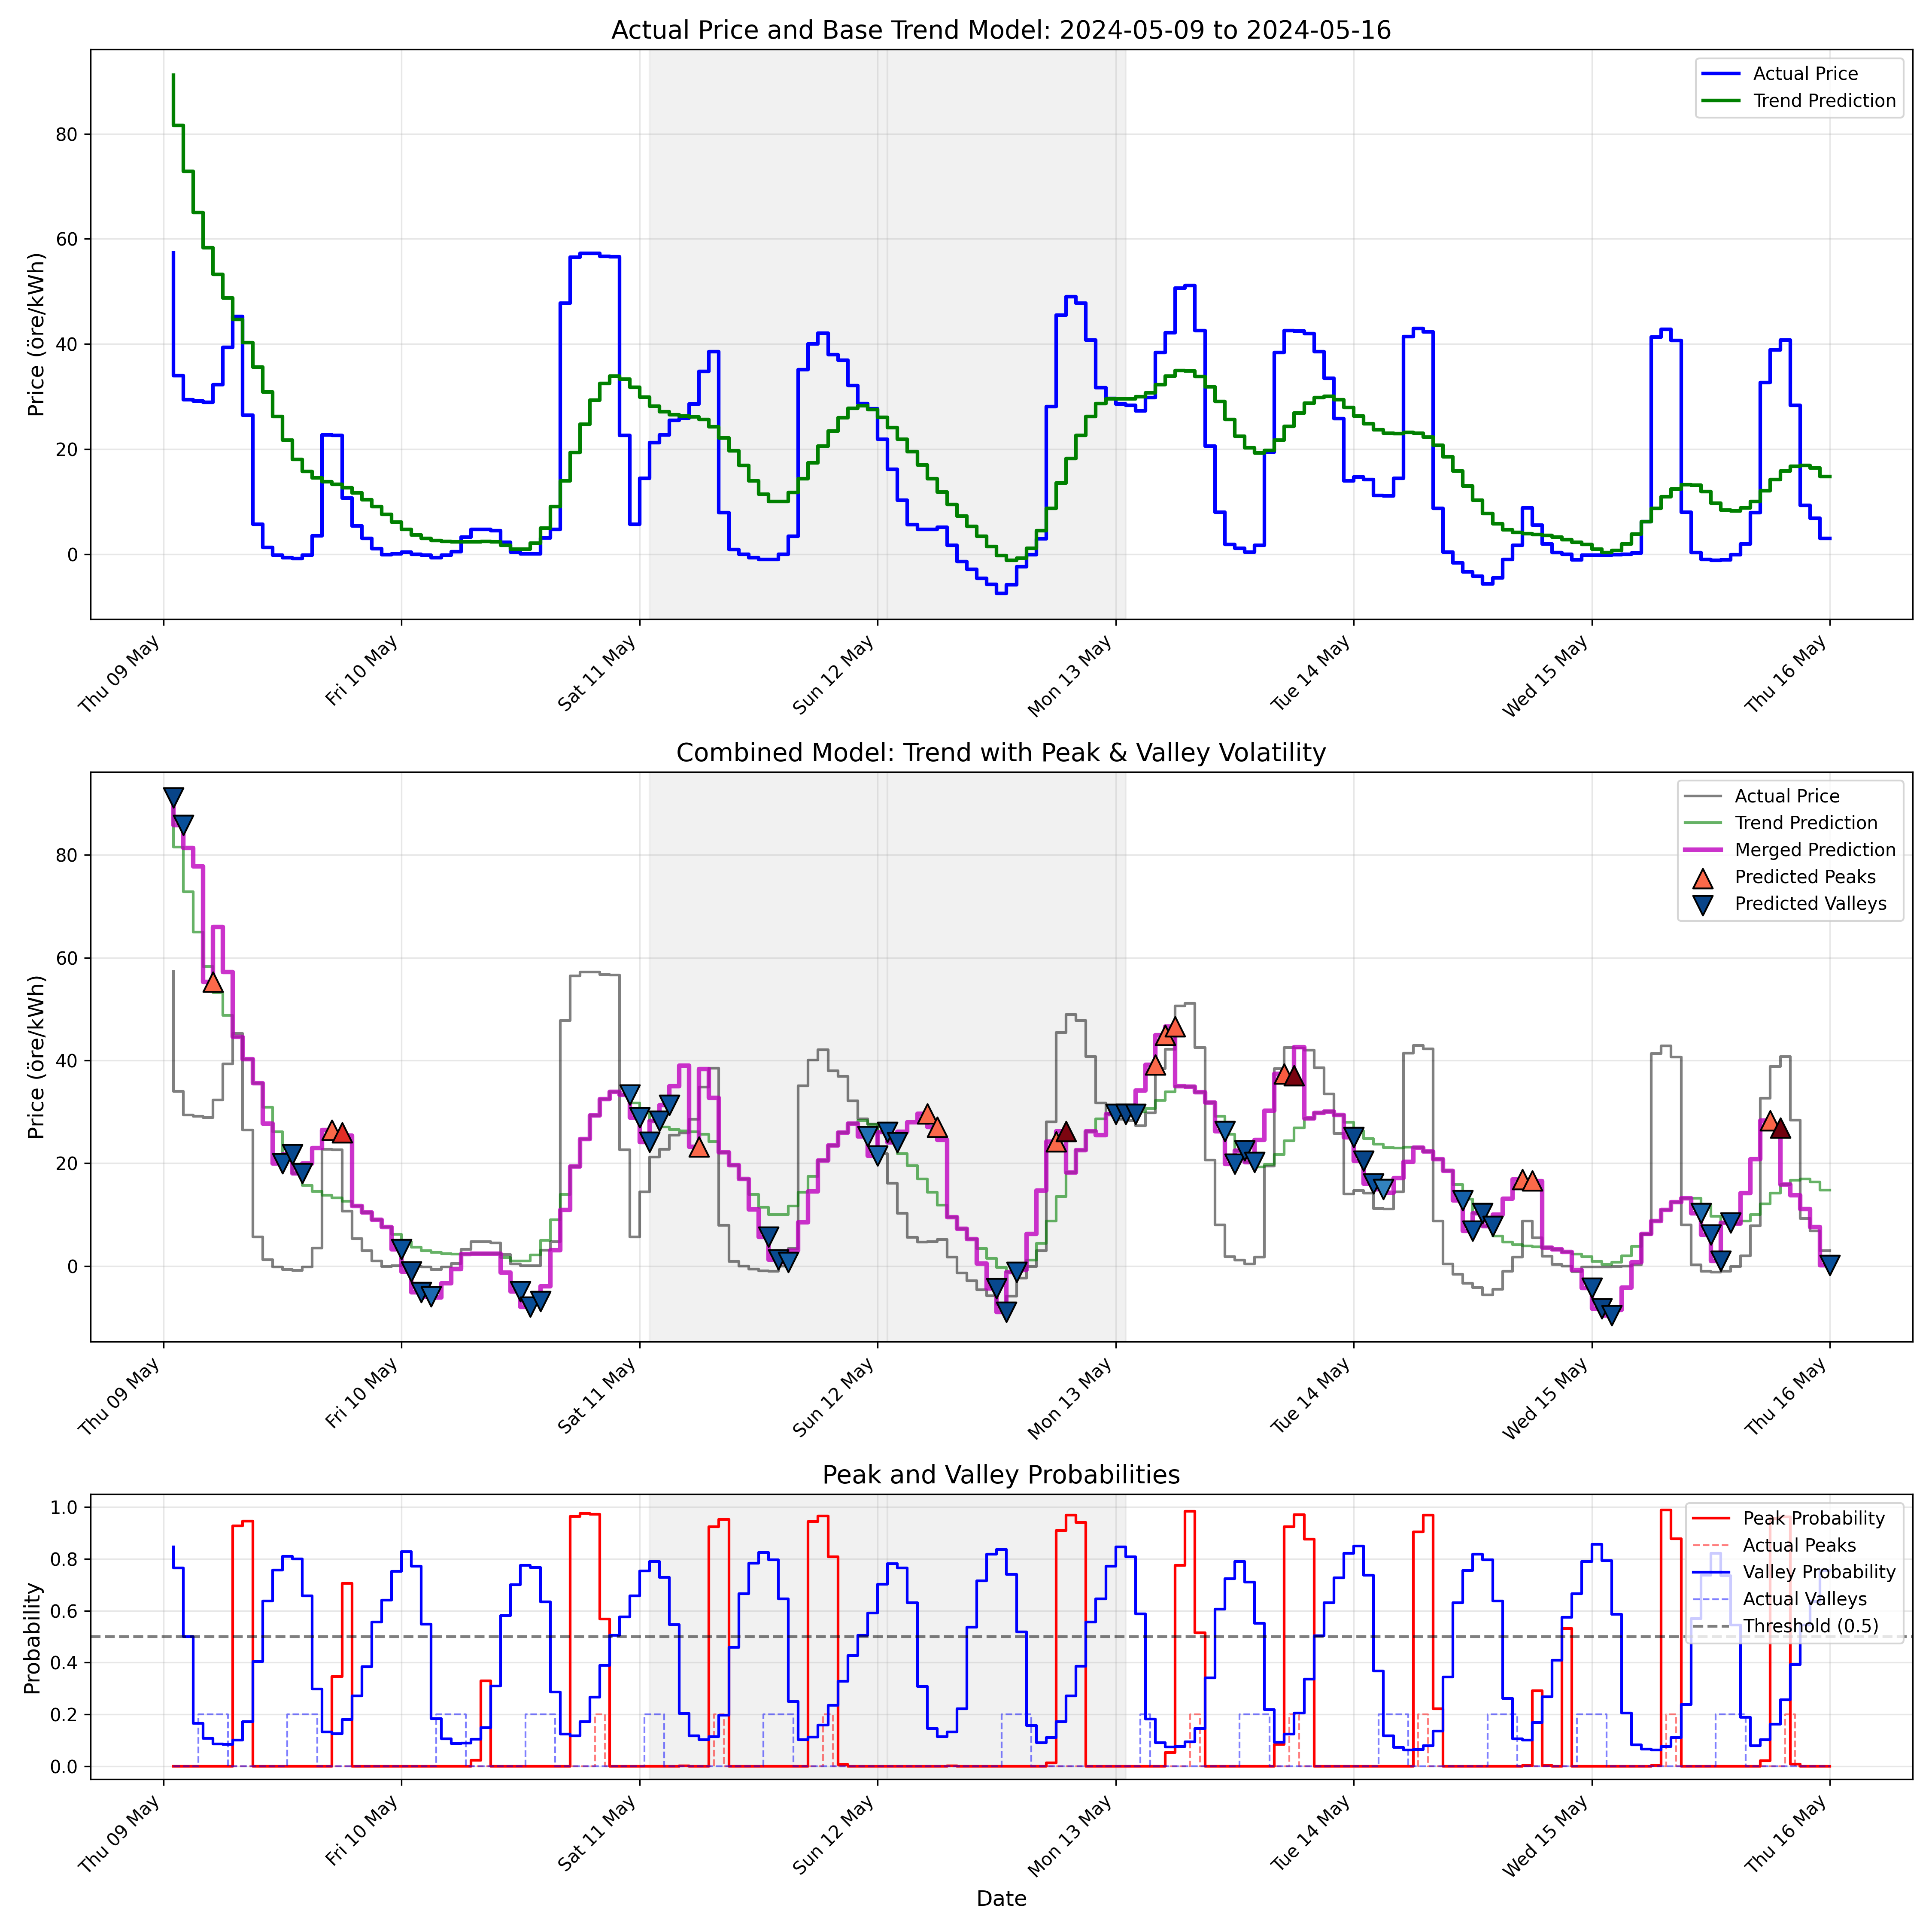 Actual Price and Base Trend Model: 2024-05-09 to 2024-05-16
Price (öre/kWh)
80
60
40
20
0
Actual Price
Trend Prediction
Thu 09 May
Fri 10 May
Sat 11 May
Sun 12 May
Mon 13 May
Tue 14 May
Wed 15 May
Thu 16 May
Combined Model: Trend with Peak & Valley Volatility
Price (öre/kWh)
80
60
40
20
0
Actual Price
Trend Prediction
Merged Prediction
Predicted Peaks
Predicted Valleys
Thu 09 May
Fri 10 May
Sat 11 May
Sun 12 May
Mon 13 May
Tue 14 May
Wed 15 May
Thu 16 May
Peak and Valley Probabilities
Probability
1.0
0.8
0.6
0.4
0.2
0.0
Peak Probability
Actual Peaks
Valley Probability
Actual Valleys
Threshold (0.5)
Thu 09 May
Fri 10 May
Sat 11 May
Sun 12 May
Mon 13 May
Tue 14 May
Wed 15 May
Thu 16 May
Date